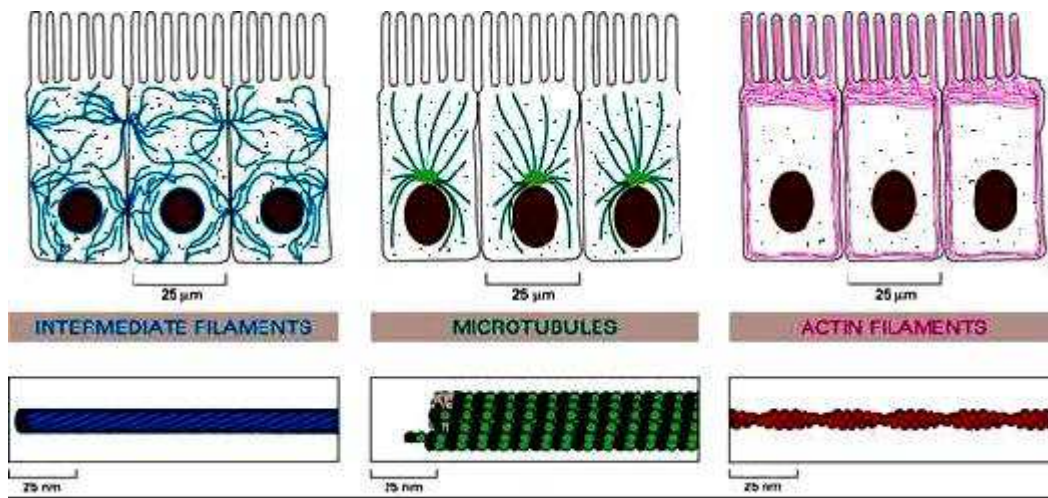 25 µm 25 µm 25 µm
INTERMEDIATE FILAMENTS MICROTUBULES ACTIN FILAMENTS
25 nm 25 nm 25 nm